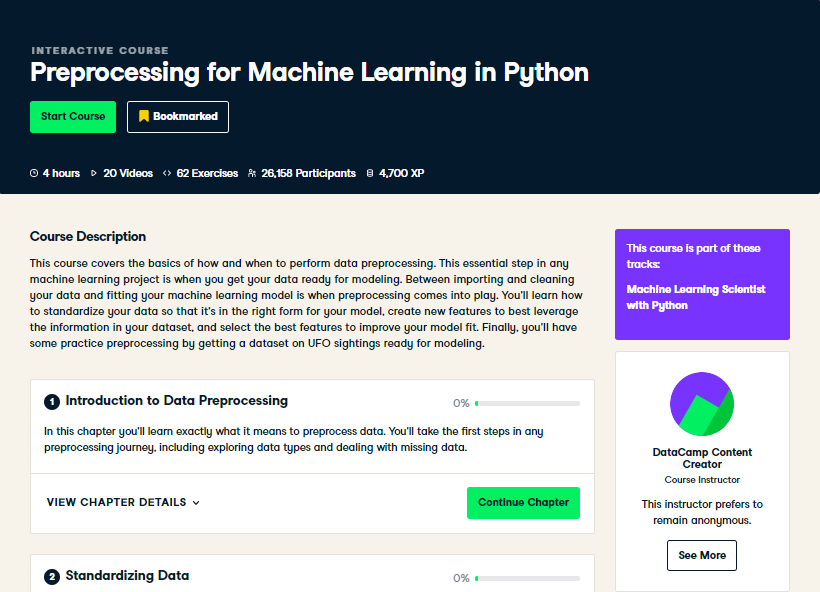 INTERACTIVE COURSE
Preprocessing for Machine Learning in Python
Start Course
Bookmarked
4 hours 20 Videos 62 Exercises 26,158 Participants 4,700 XP
Course Description
This course covers the basics of how and when to perform data preprocessing. This essential step in any
machine learning project is when you get your data ready for modeling. Between importing and cleaning
your data and fitting your machine learning model is when preprocessing comes into play. You'll learn how
to standardize your data so that it's in the right form for your model, create new features to best leverage
the information in your dataset, and select the best features to improve your model fit. Finally, you'll have
some practice preprocessing by getting a dataset on UFO sightings ready for modeling.
1 Introduction to Data Preprocessing 0%
In this chapter you'll learn exactly what it means to preprocess data. You'll take the first steps in any
preprocessing journey, including exploring data types and dealing with missing data.
VIEW CHAPTER DETAILS
Continue Chapter
2 Standardizing Data 0%
This course is part of these
tracks:
Machine Learning Scientist
with Python
DataCamp Content
Creator
Course Instructor
This instructor prefers to
remain anonymous.
See More